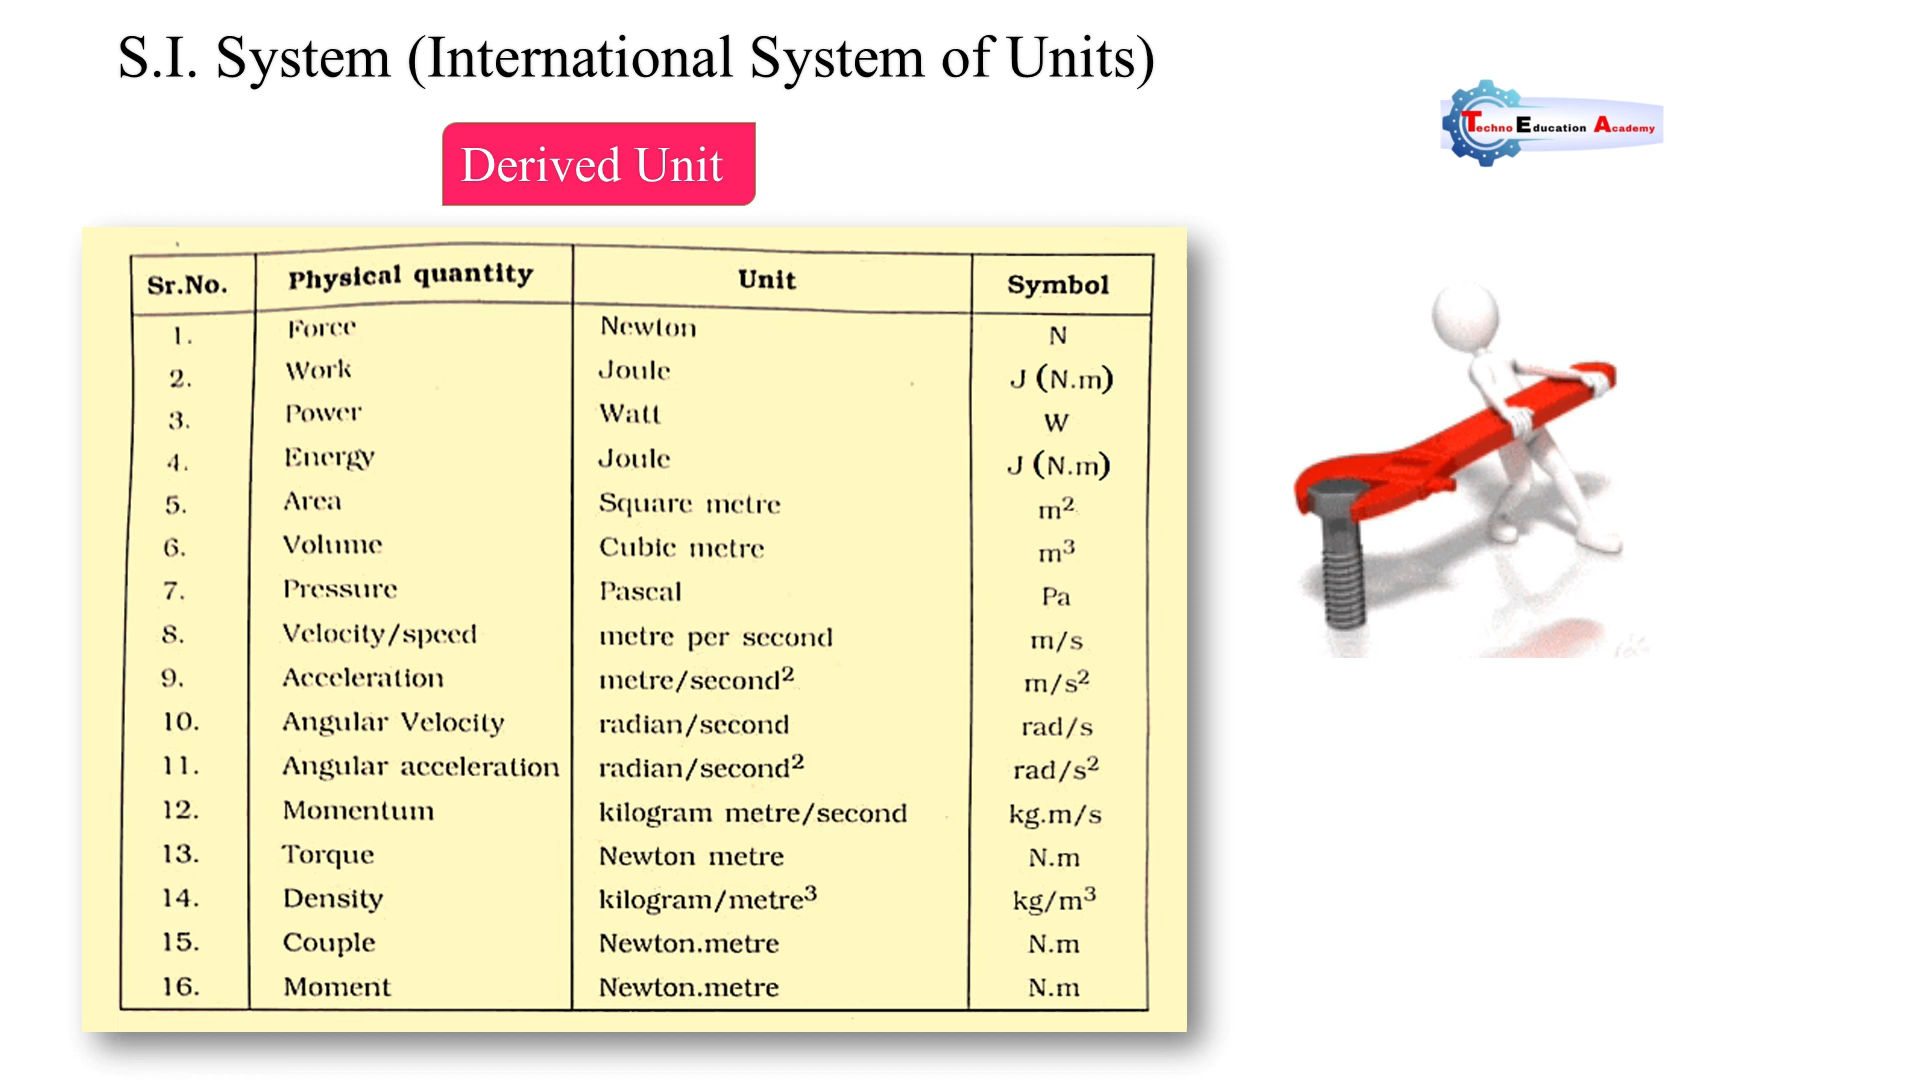 S.I. System (International System of Units)
Techno Education Academy
Derived Unit
Sr.No. Physical quantity Unit Symbol
1. Force Newton N
2. Work Joule J (N.m)
3. Power Watt W
4. Energy Joule J (N.m)
5. Area Square metre m²
6. Volume Cubic metre m³
7. Pressure Pascal Pa
8. Velocity/speed metre per second m/s
9. Acceleration metre/second² m/s²
10. Angular Velocity radian/second rad/s
11. Angular acceleration radian/second² rad/s²
12. Momentum kilogram metre/second kg.m/s
13. Torque Newton metre N.m
14. Density kilogram/metre³ kg/m³
15. Couple Newton.metre N.m
16. Moment Newton.metre N.m